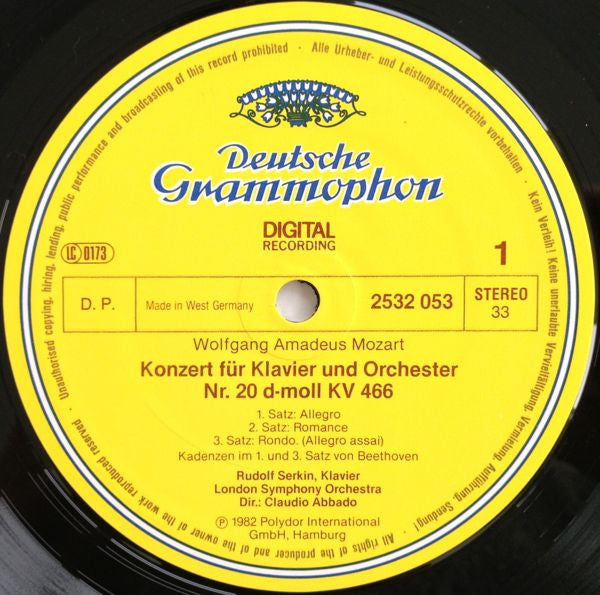 Alle Urheber- und Leistungsschutzrechte vorbehalten · Kein Verleih! Keine unerlaubte Vervielfältigung, Vermietung, Aufführung, Sendung!
All rights of the producer and of the owner of the work reproduced reserved · Unauthorised copying, hiring, lending, public performance and broadcasting of this record prohibited ·
Deutsche
Grammophon
DIGITAL
RECORDING
LC 0173
1
D. P.
Made in West Germany
2532 053
STEREO
33
Wolfgang Amadeus Mozart
Konzert für Klavier und Orchester
Nr. 20 d-moll KV 466
1. Satz: Allegro
2. Satz: Romance
3. Satz: Rondo. (Allegro assai)
Kadenzen im 1. und 3. Satz von Beethoven
Rudolf Serkin, Klavier
London Symphony Orchestra
Dir.: Claudio Abbado
Ⓟ 1982 Polydor International
GmbH, Hamburg